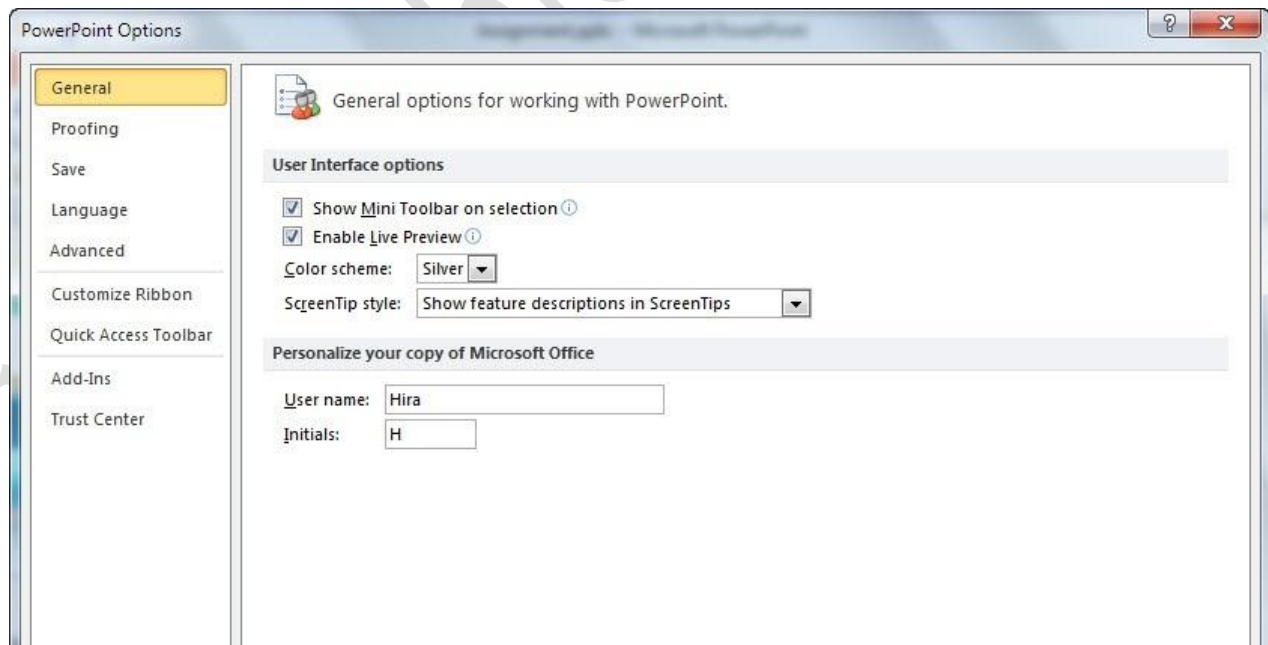 PowerPoint Options
General
Proofing
Save
Language
Advanced
Customize Ribbon
Quick Access Toolbar
Add-Ins
Trust Center
General options for working with PowerPoint.
User Interface options
Show Mini Toolbar on selection
Enable Live Preview
Color scheme: Silver
ScreenTip style: Show feature descriptions in ScreenTips
Personalize your copy of Microsoft Office
User name: Hira
Initials: H